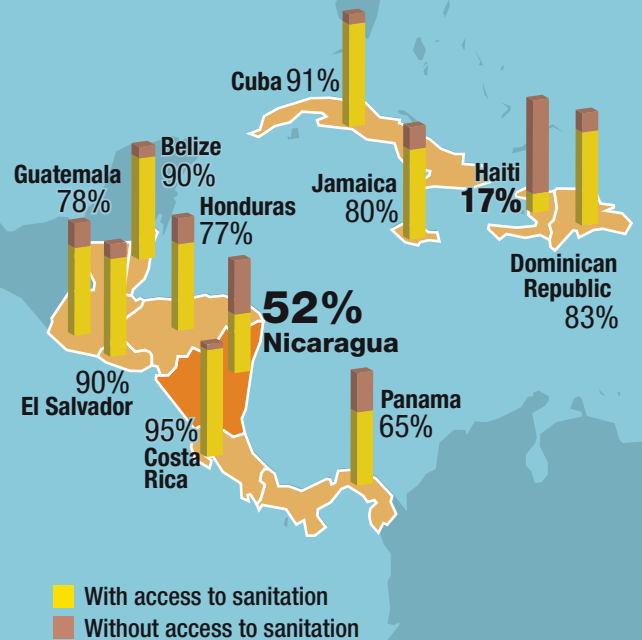 Cuba 91%
Belize
90%
Guatemala
78%
Honduras
77%
Jamaica
80%
Haiti
17%
Dominican
Republic
83%
52%
Nicaragua
90%
El Salvador
95%
Costa
Rica
Panama
65%
With access to sanitation
Without access to sanitation